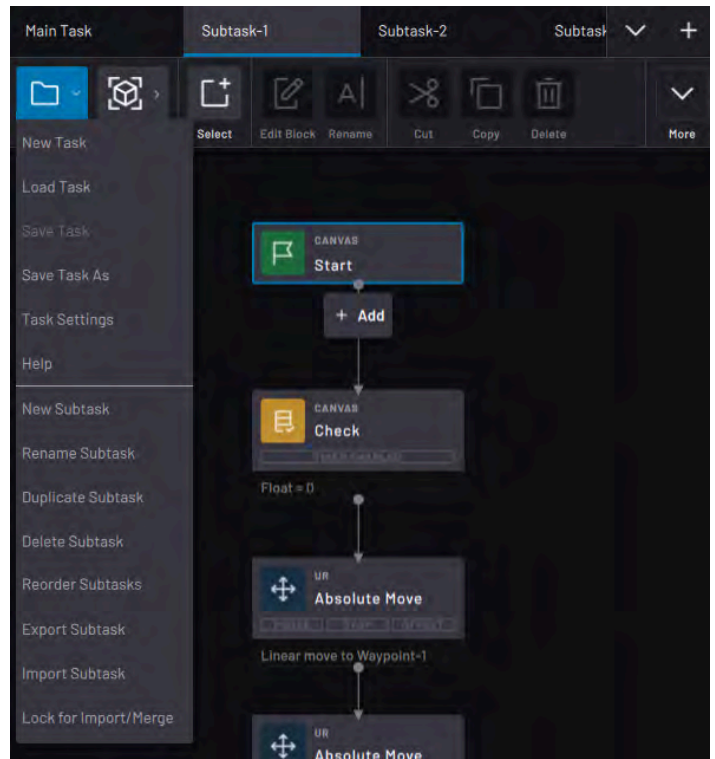 Main Task
Subtask-1
Subtask-2
Subtask
Select
Edit Block
Rename
Cut
Copy
Delete
More
New Task
Load Task
Save Task
Save Task As
Task Settings
Help
New Subtask
Rename Subtask
Duplicate Subtask
Delete Subtask
Reorder Subtasks
Export Subtask
Import Subtask
Lock for Import/Merge
CANVAS
Start
+ Add
CANVAS
Check
Float = 0
UR
Absolute Move
Linear move to Waypoint-1
UR
Absolute Move